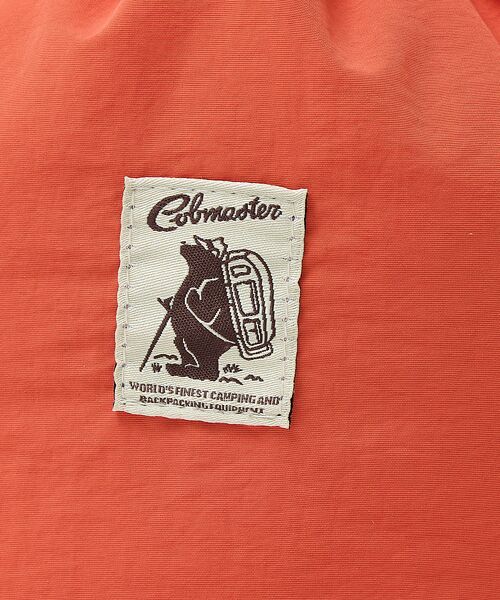 Cobmaster
WORLD'S FINEST CAMPING AND
BACKPACKING EQUIPMENT